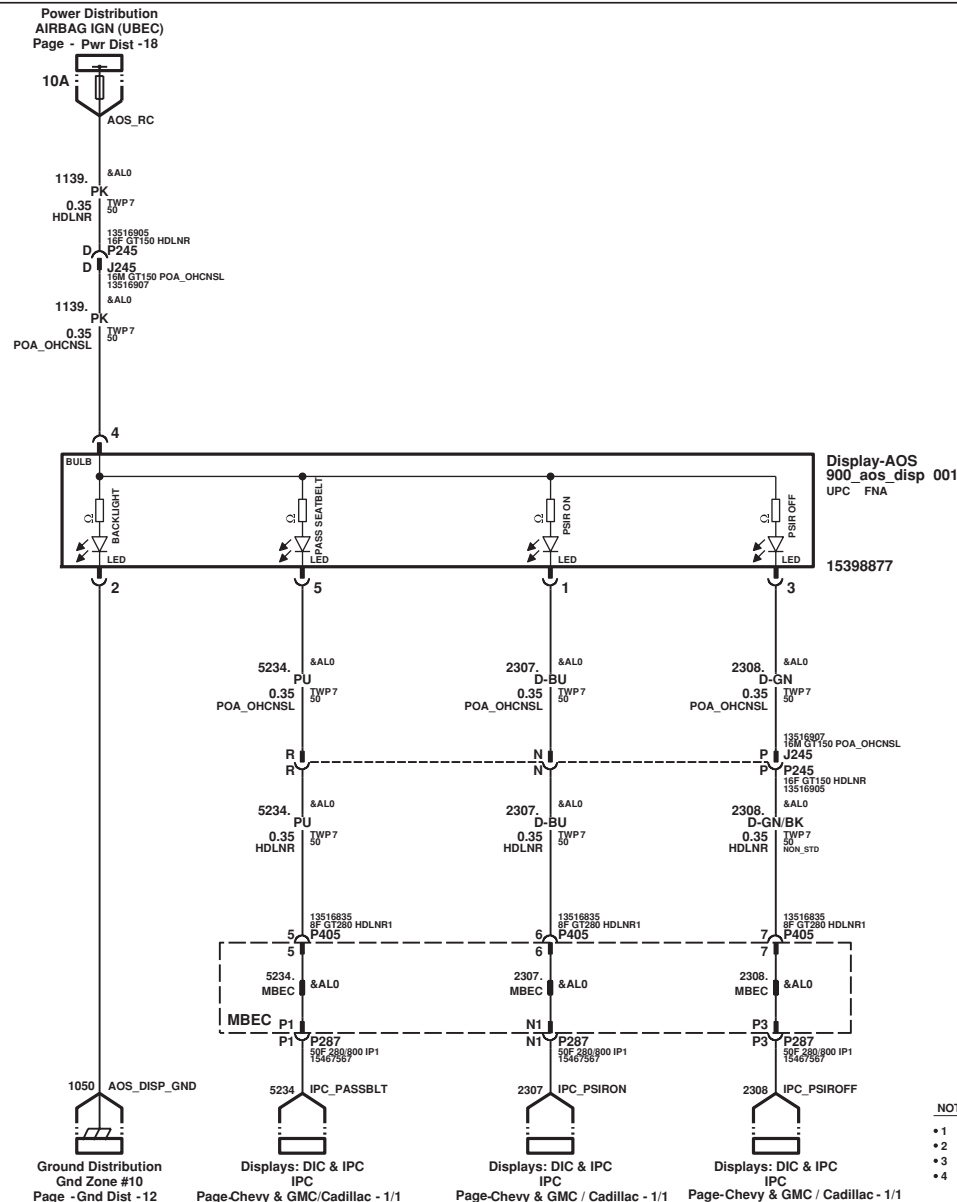 Power Distribution
AIRBAG IGN (UBEC)
Page - Pwr Dist -18
10A
AOS_RC
1139.
&AL0
PK
0.35
TWP7
50
HDLNR
13516905
16F GT150 HDLNR
D
P245
D
J245
16M GT150 POA_OHCNSL
13516907
1139.
&AL0
PK
0.35
TWP7
50
POA_OHCNSL
4
BULB
Display-AOS
900_aos_disp 001
UPC FNA
Ω
BACKLIGHT
LED
Ω
PASS SEATBELT
LED
Ω
PSIR ON
LED
Ω
PSIR OFF
LED
15398877
2
5
1
3
5234.
&AL0
PU
0.35
TWP7
50
POA_OHCNSL
2307.
&AL0
D-BU
0.35
TWP7
50
POA_OHCNSL
2308.
&AL0
D-GN
0.35
TWP7
50
POA_OHCNSL
13516907
16M GT150 POA_OHCNSL
R
N
P
J245
R
N
P
P245
16F GT150 HDLNR
13516905
5234.
&AL0
PU
0.35
TWP7
50
HDLNR
2307.
&AL0
D-BU
0.35
TWP7
50
HDLNR
2308.
&AL0
D-GN/BK
0.35
TWP7
50
HDLNR
NON_STD
13516835
8F GT280 HDLNR1
5
P405
5
13516835
8F GT280 HDLNR1
6
P405
6
13516835
8F GT280 HDLNR1
7
P405
7
5234.
MBEC
&AL0
2307.
MBEC
&AL0
2308.
MBEC
&AL0
MBEC
P1
N1
P3
P1
P287
50F 280/800 IP1
15467567
N1
P287
50F 280/800 IP1
15467567
P3
P287
50F 280/800 IP1
15467567
1050
AOS_DISP_GND
5234
IPC_PASSBLT
2307
IPC_PSIRON
2308
IPC_PSIROFF
Ground Distribution
Gnd Zone #10
Page -Gnd Dist -12
Displays: DIC & IPC
IPC
Page-Chevy & GMC/Cadillac - 1/1
Displays: DIC & IPC
IPC
Page-Chevy & GMC / Cadillac - 1/1
Displays: DIC & IPC
IPC
Page-Chevy & GMC / Cadillac - 1/1
NOT
• 1
• 2
• 3
• 4